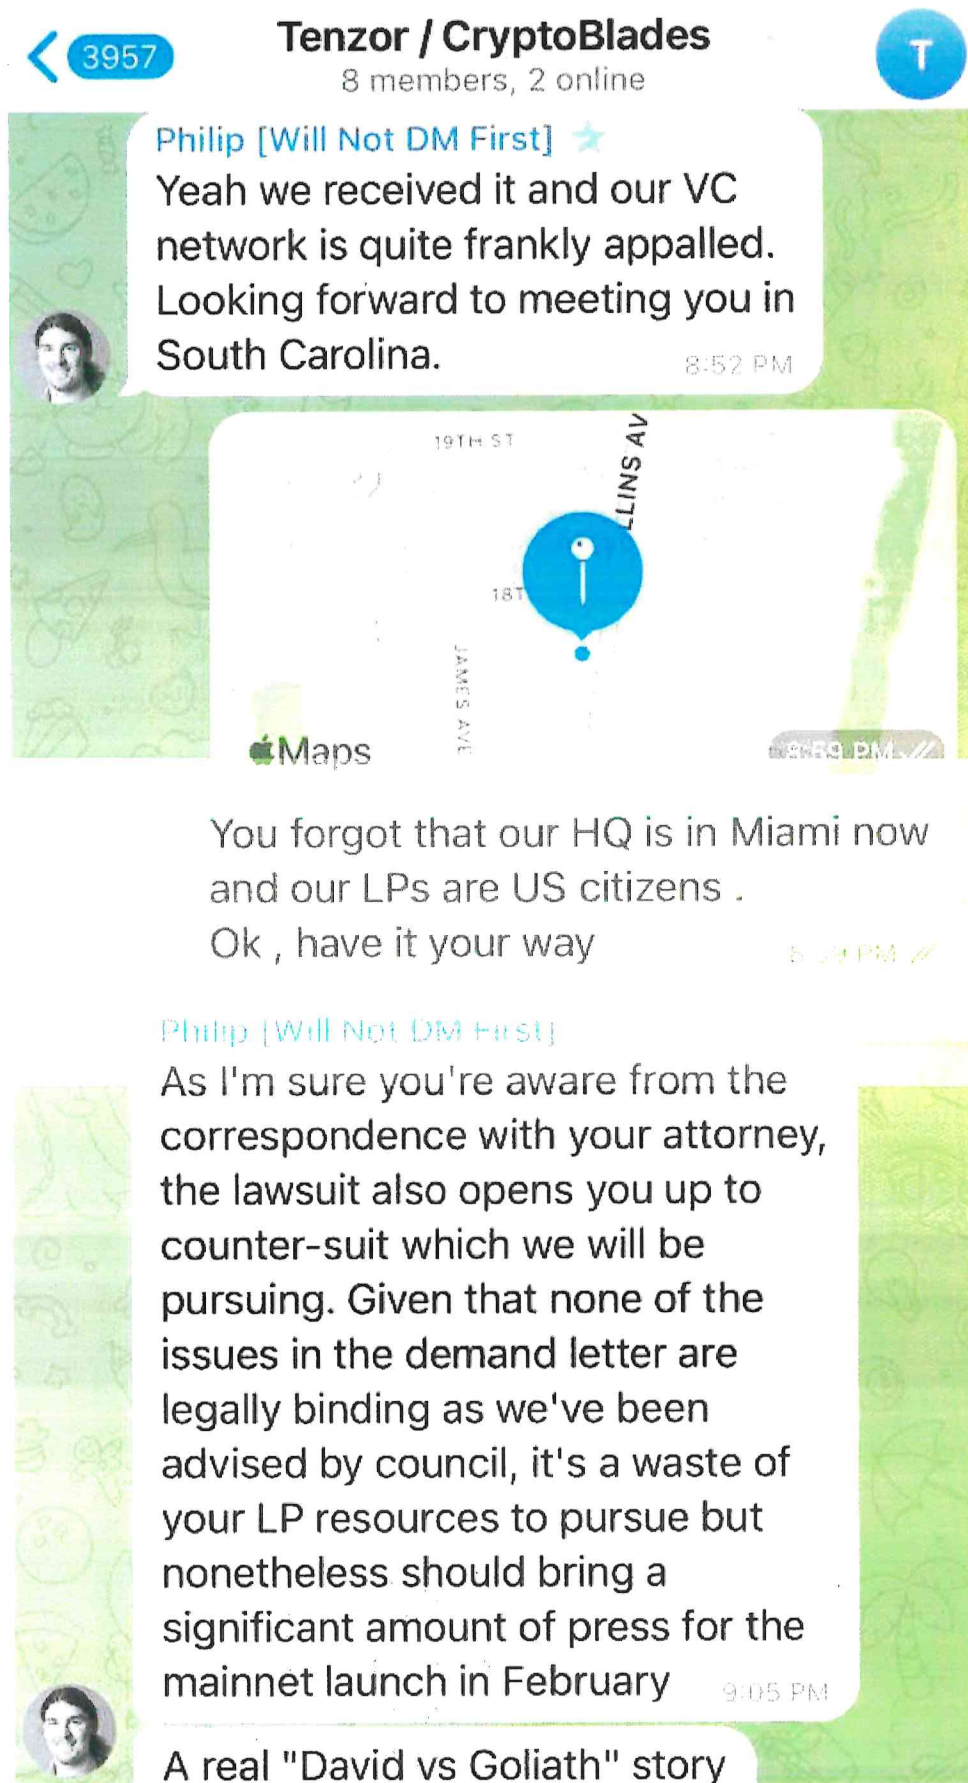 3957
Tenzor / CryptoBlades
8 members, 2 online
T
Philip [Will Not DM First]
Yeah we received it and our VC
network is quite frankly appalled.
Looking forward to meeting you in
South Carolina.
8:52 PM
19TH ST
LLINS AV
18T
JAMES AVE
Maps
8:59 PM
You forgot that our HQ is in Miami now
and our LPs are US citizens .
Ok , have it your way
PM
Philip [Will Not DM First]
As I'm sure you're aware from the
correspondence with your attorney,
the lawsuit also opens you up to
counter-suit which we will be
pursuing. Given that none of the
issues in the demand letter are
legally binding as we've been
advised by council, it's a waste of
your LP resources to pursue but
nonetheless should bring a
significant amount of press for the
mainnet launch in February
9:05 PM
A real "David vs Goliath" story